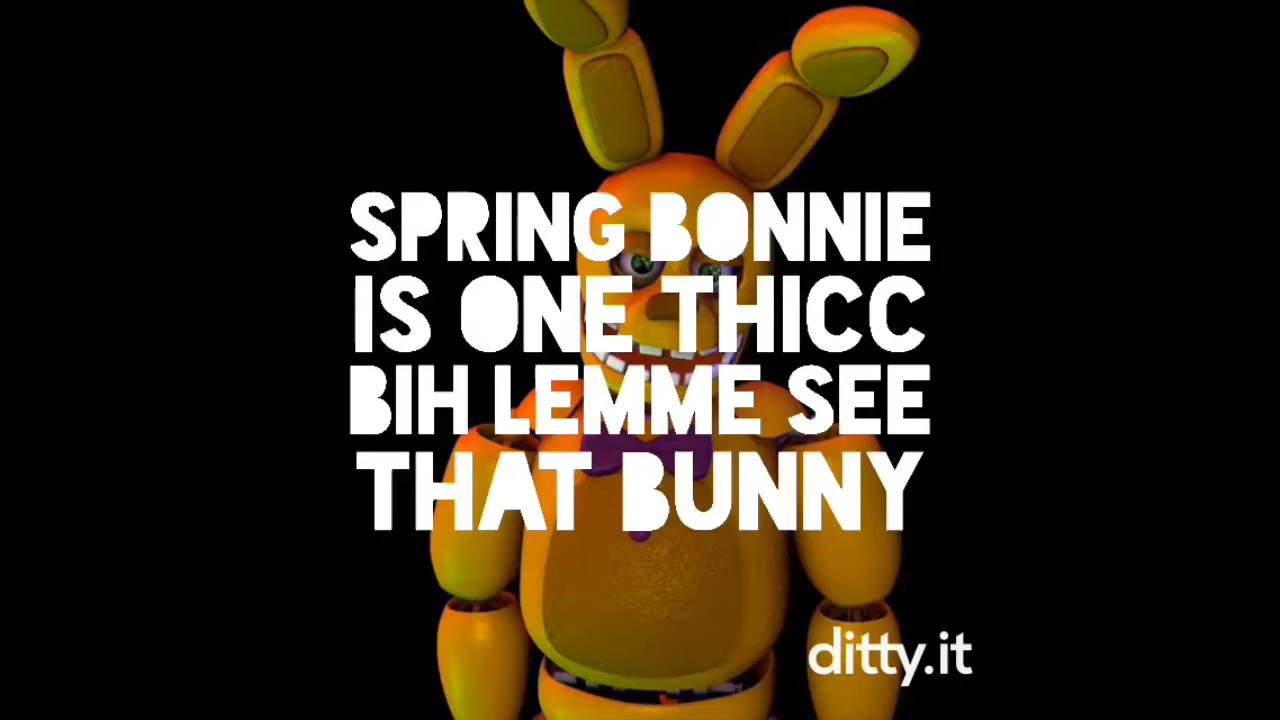 SPRING BONNIE
IS ONE THICC
BIH LEMME SEE
THAT BUNNY
ditty.it